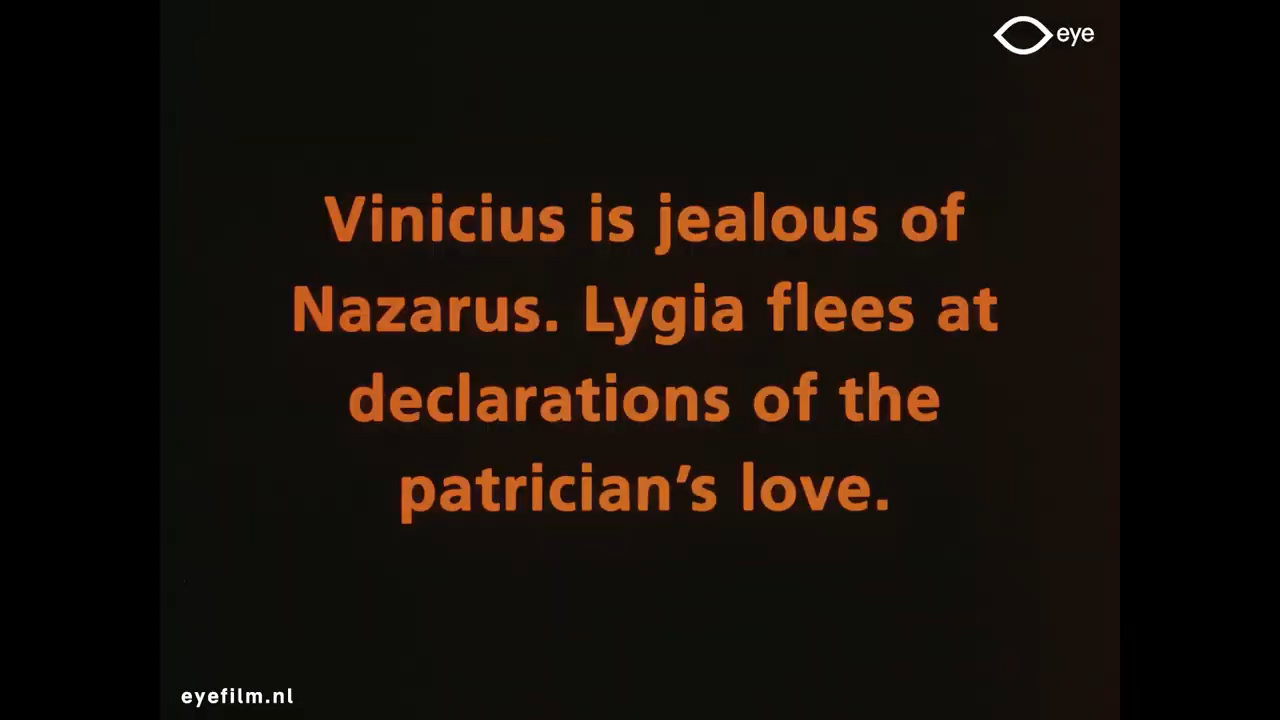 eye
Vinicius is jealous of
Nazarus. Lygia flees at
declarations of the
patrician's love.
eyefilm.nl